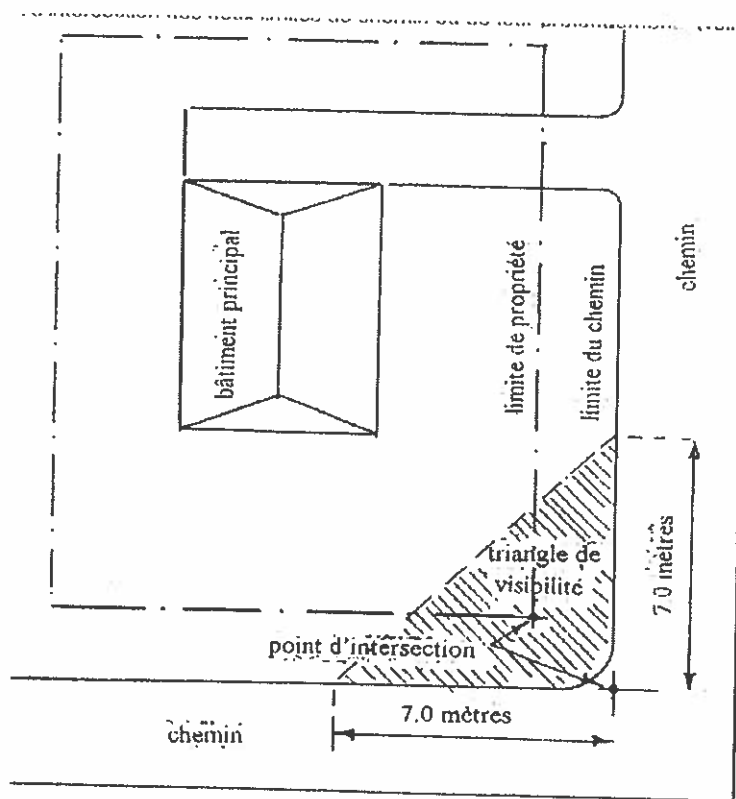 bâtiment principal
limite de propriété
limite du chemin
chemin
triangle de
visibilité
7.0 mètres
point d'intersection
7.0 mètres
chemin